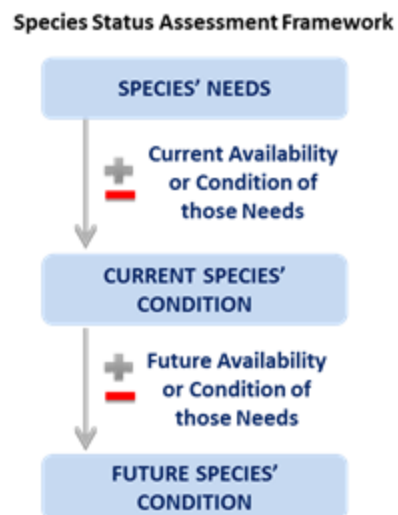 Species Status Assessment Framework
SPECIES' NEEDS
Current Availability
or Condition of
those Needs
CURRENT SPECIES'
CONDITION
Future Availability
or Condition of
those Needs
FUTURE SPECIES'
CONDITION